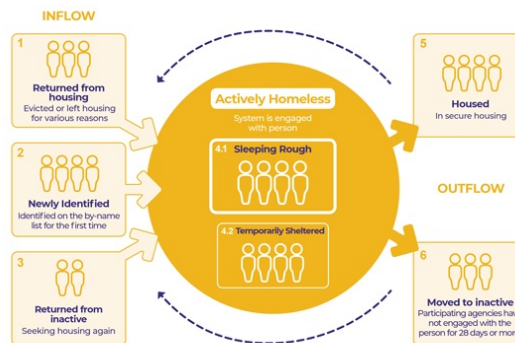 INFLOW
1
Returned from
housing
Evicted or left housing
for various reasons
2
Newly Identified
Identified on the by-name
list for the first time
3
Returned from
inactive
Seeking housing again
Actively Homeless
System is engaged
with person
4.1 Sleeping Rough
4.2 Temporarily Sheltered
5
Housed
In secure housing
OUTFLOW
6
Moved to inactive
Participating agencies have
not engaged with the
person for 28 days or more